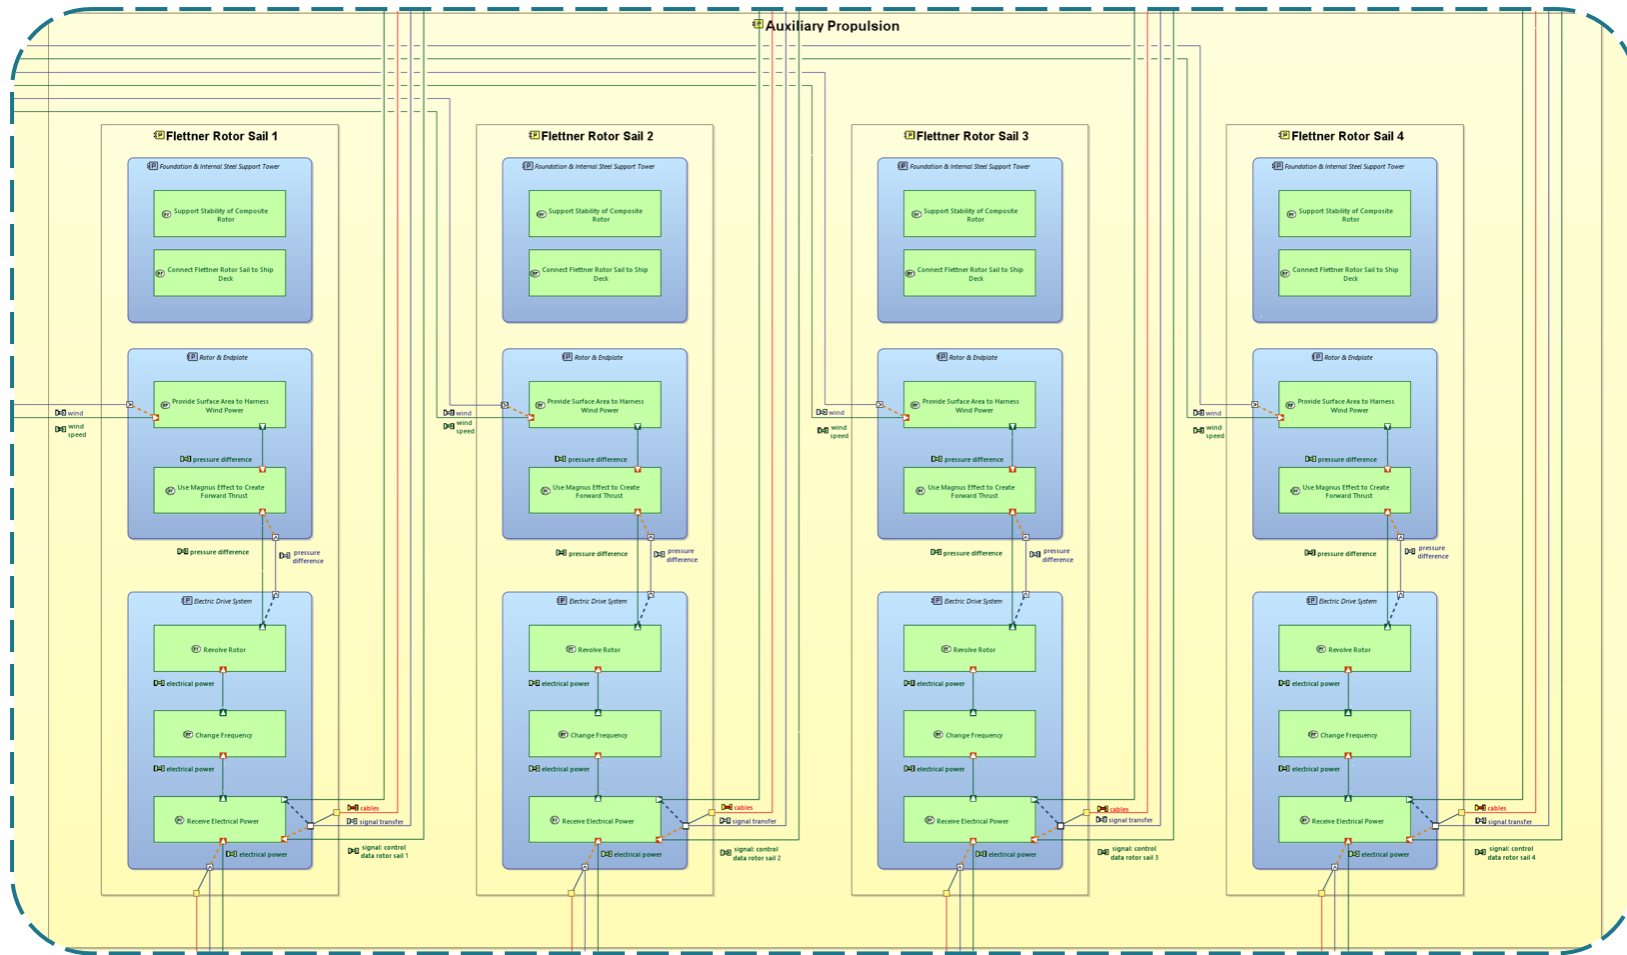 Auxiliary Propulsion
Flettner Rotor Sail 1
Foundation & Internal Steel Support Tower
Support Stability of Composite
Rotor
Connect Flettner Rotor Sail to Ship
Deck
Rotor & Endplate
wind
wind
speed
Provide Surface Area to Harness
Wind Power
pressure difference
Use Magnus Effect to Create
Forward Thrust
pressure difference
pressure
difference
Electric Drive System
Revolve Rotor
electrical power
Change Frequency
electrical power
Receive Electrical Power
cables
signal transfer
electrical power
signal: control
data rotor sail 1
Flettner Rotor Sail 2
Foundation & Internal Steel Support Tower
Support Stability of Composite
Rotor
Connect Flettner Rotor Sail to Ship
Deck
Rotor & Endplate
wind
wind
speed
Provide Surface Area to Harness
Wind Power
pressure difference
Use Magnus Effect to Create
Forward Thrust
pressure difference
pressure
difference
Electric Drive System
Revolve Rotor
electrical power
Change Frequency
electrical power
Receive Electrical Power
cables
signal transfer
electrical power
signal: control
data rotor sail 2
Flettner Rotor Sail 3
Foundation & Internal Steel Support Tower
Support Stability of Composite
Rotor
Connect Flettner Rotor Sail to Ship
Deck
Rotor & Endplate
wind
wind
speed
Provide Surface Area to Harness
Wind Power
pressure difference
Use Magnus Effect to Create
Forward Thrust
pressure difference
pressure
difference
Electric Drive System
Revolve Rotor
electrical power
Change Frequency
electrical power
Receive Electrical Power
cables
signal transfer
electrical power
signal: control
data rotor sail 3
Flettner Rotor Sail 4
Foundation & Internal Steel Support Tower
Support Stability of Composite
Rotor
Connect Flettner Rotor Sail to Ship
Deck
Rotor & Endplate
wind
wind
speed
Provide Surface Area to Harness
Wind Power
pressure difference
Use Magnus Effect to Create
Forward Thrust
pressure difference
pressure
difference
Electric Drive System
Revolve Rotor
electrical power
Change Frequency
electrical power
Receive Electrical Power
cables
signal transfer
electrical power
signal: control
data rotor sail 4